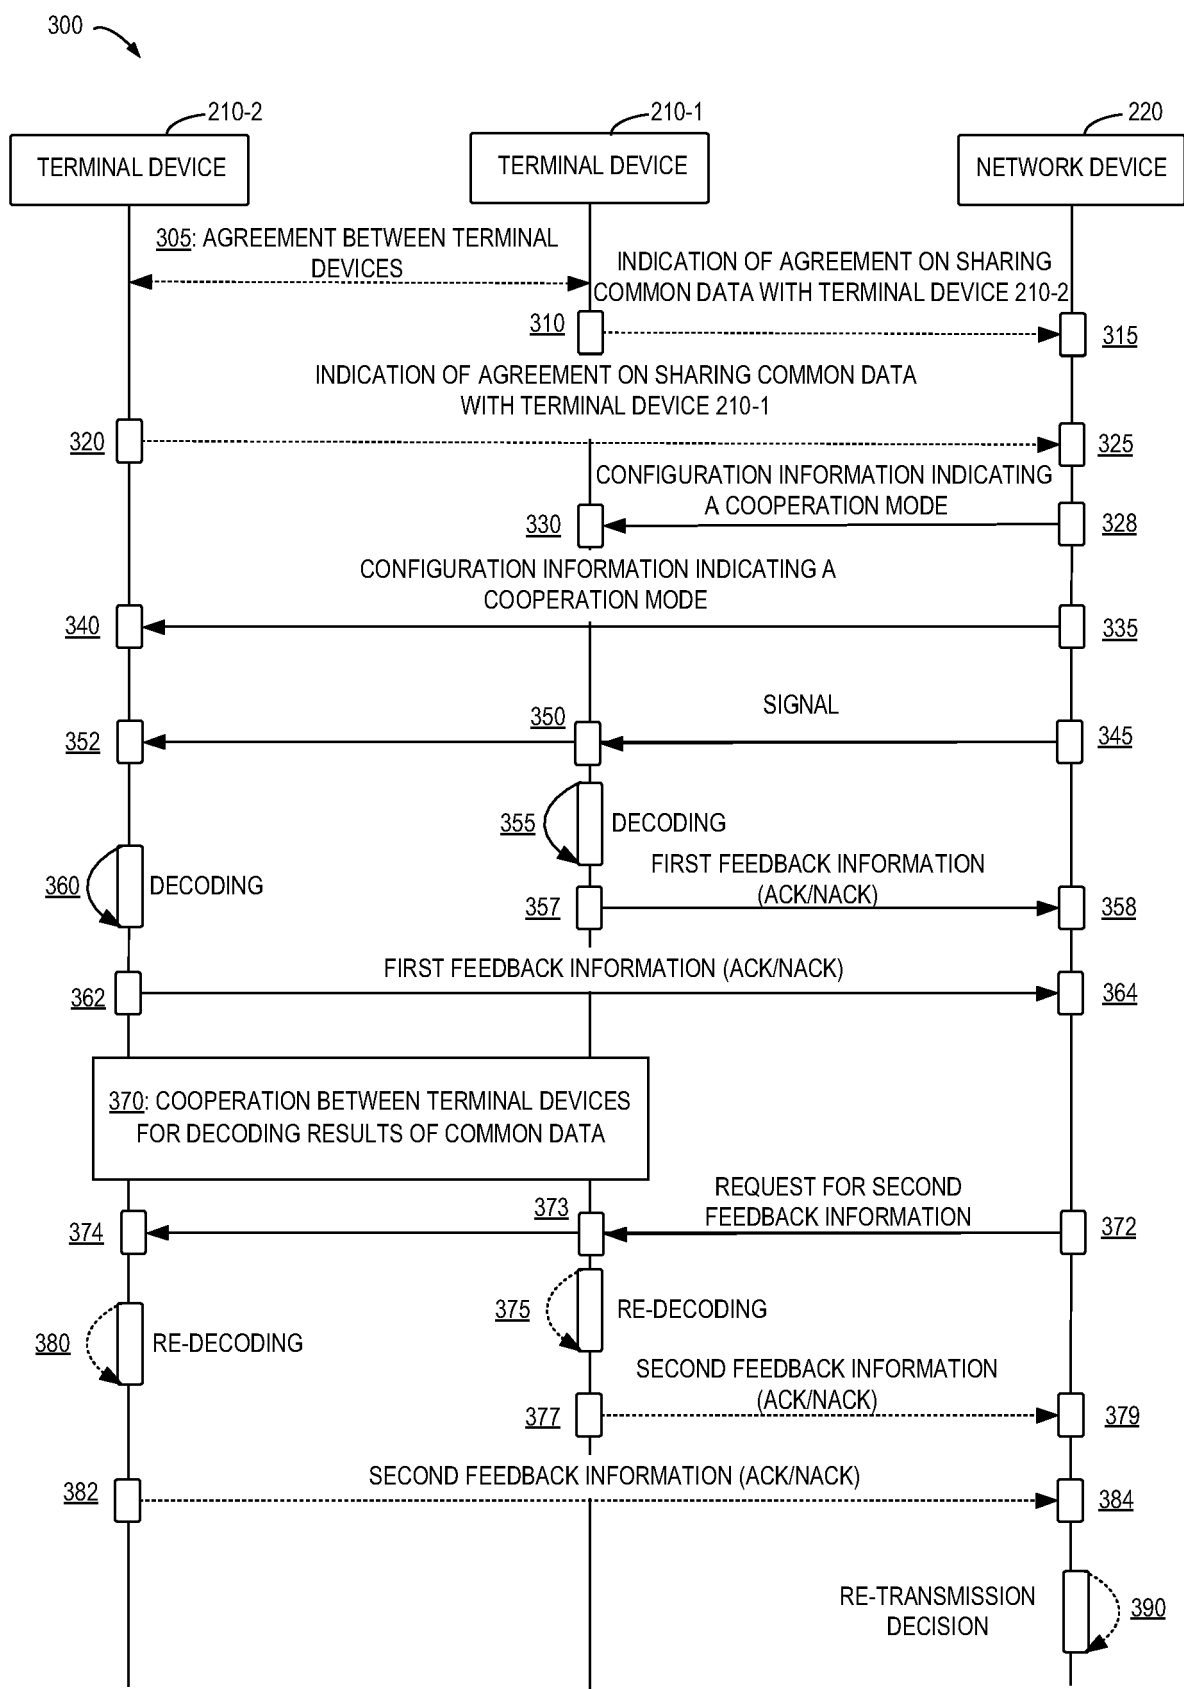 300
210-2
210-1
220
TERMINAL DEVICE
TERMINAL DEVICE
NETWORK DEVICE
305: AGREEMENT BETWEEN TERMINAL
DEVICES
INDICATION OF AGREEMENT ON SHARING
COMMON DATA WITH TERMINAL DEVICE 210-2
310
315
INDICATION OF AGREEMENT ON SHARING COMMON DATA
WITH TERMINAL DEVICE 210-1
320
325
CONFIGURATION INFORMATION INDICATING
A COOPERATION MODE
330
328
CONFIGURATION INFORMATION INDICATING A
COOPERATION MODE
340
335
SIGNAL
352
350
345
355
DECODING
360
DECODING
FIRST FEEDBACK INFORMATION
(ACK/NACK)
357
358
FIRST FEEDBACK INFORMATION (ACK/NACK)
362
364
370: COOPERATION BETWEEN TERMINAL DEVICES
FOR DECODING RESULTS OF COMMON DATA
REQUEST FOR SECOND
FEEDBACK INFORMATION
374
373
372
375
RE-DECODING
380
RE-DECODING
SECOND FEEDBACK INFORMATION
(ACK/NACK)
377
379
SECOND FEEDBACK INFORMATION (ACK/NACK)
382
384
RE-TRANSMISSION
DECISION
390